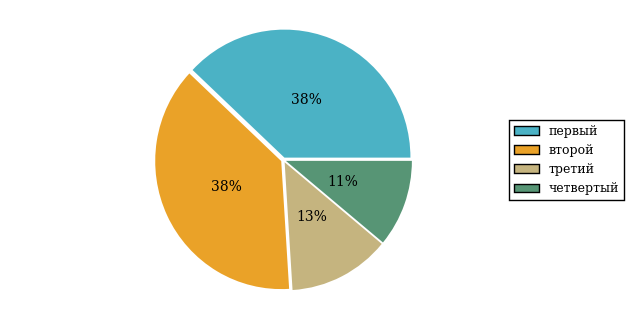 38%
38%
11%
13%
первый
второй
третий
четвертый